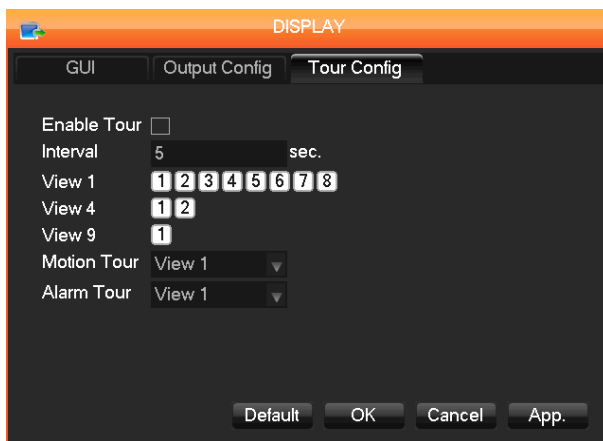 DISPLAY
GUI Output Config Tour Config
Enable Tour
Interval 5 sec.
View 1 1 2 3 4 5 6 7 8
View 4 1 2
View 9 1
Motion Tour View 1
Alarm Tour View 1
Default OK Cancel App.